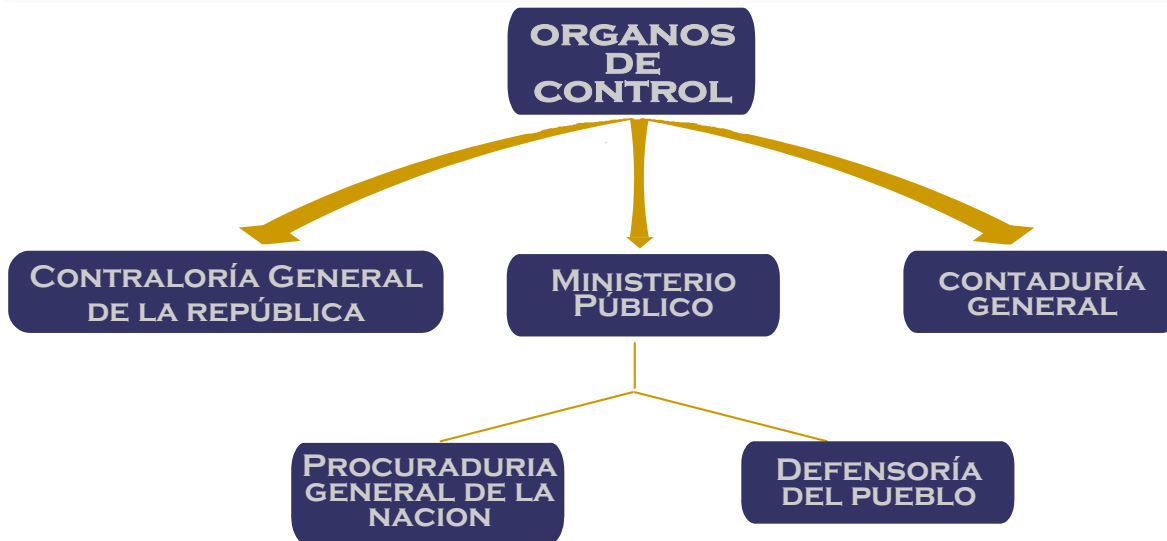 ORGANOS
DE
CONTROL
CONTRALORÍA GENERAL
DE LA REPÚBLICA
MINISTERIO
PÚBLICO
CONTADURÍA
GENERAL
PROCURADURIA
GENERAL DE LA
NACION
DEFENSORÍA
DEL PUEBLO